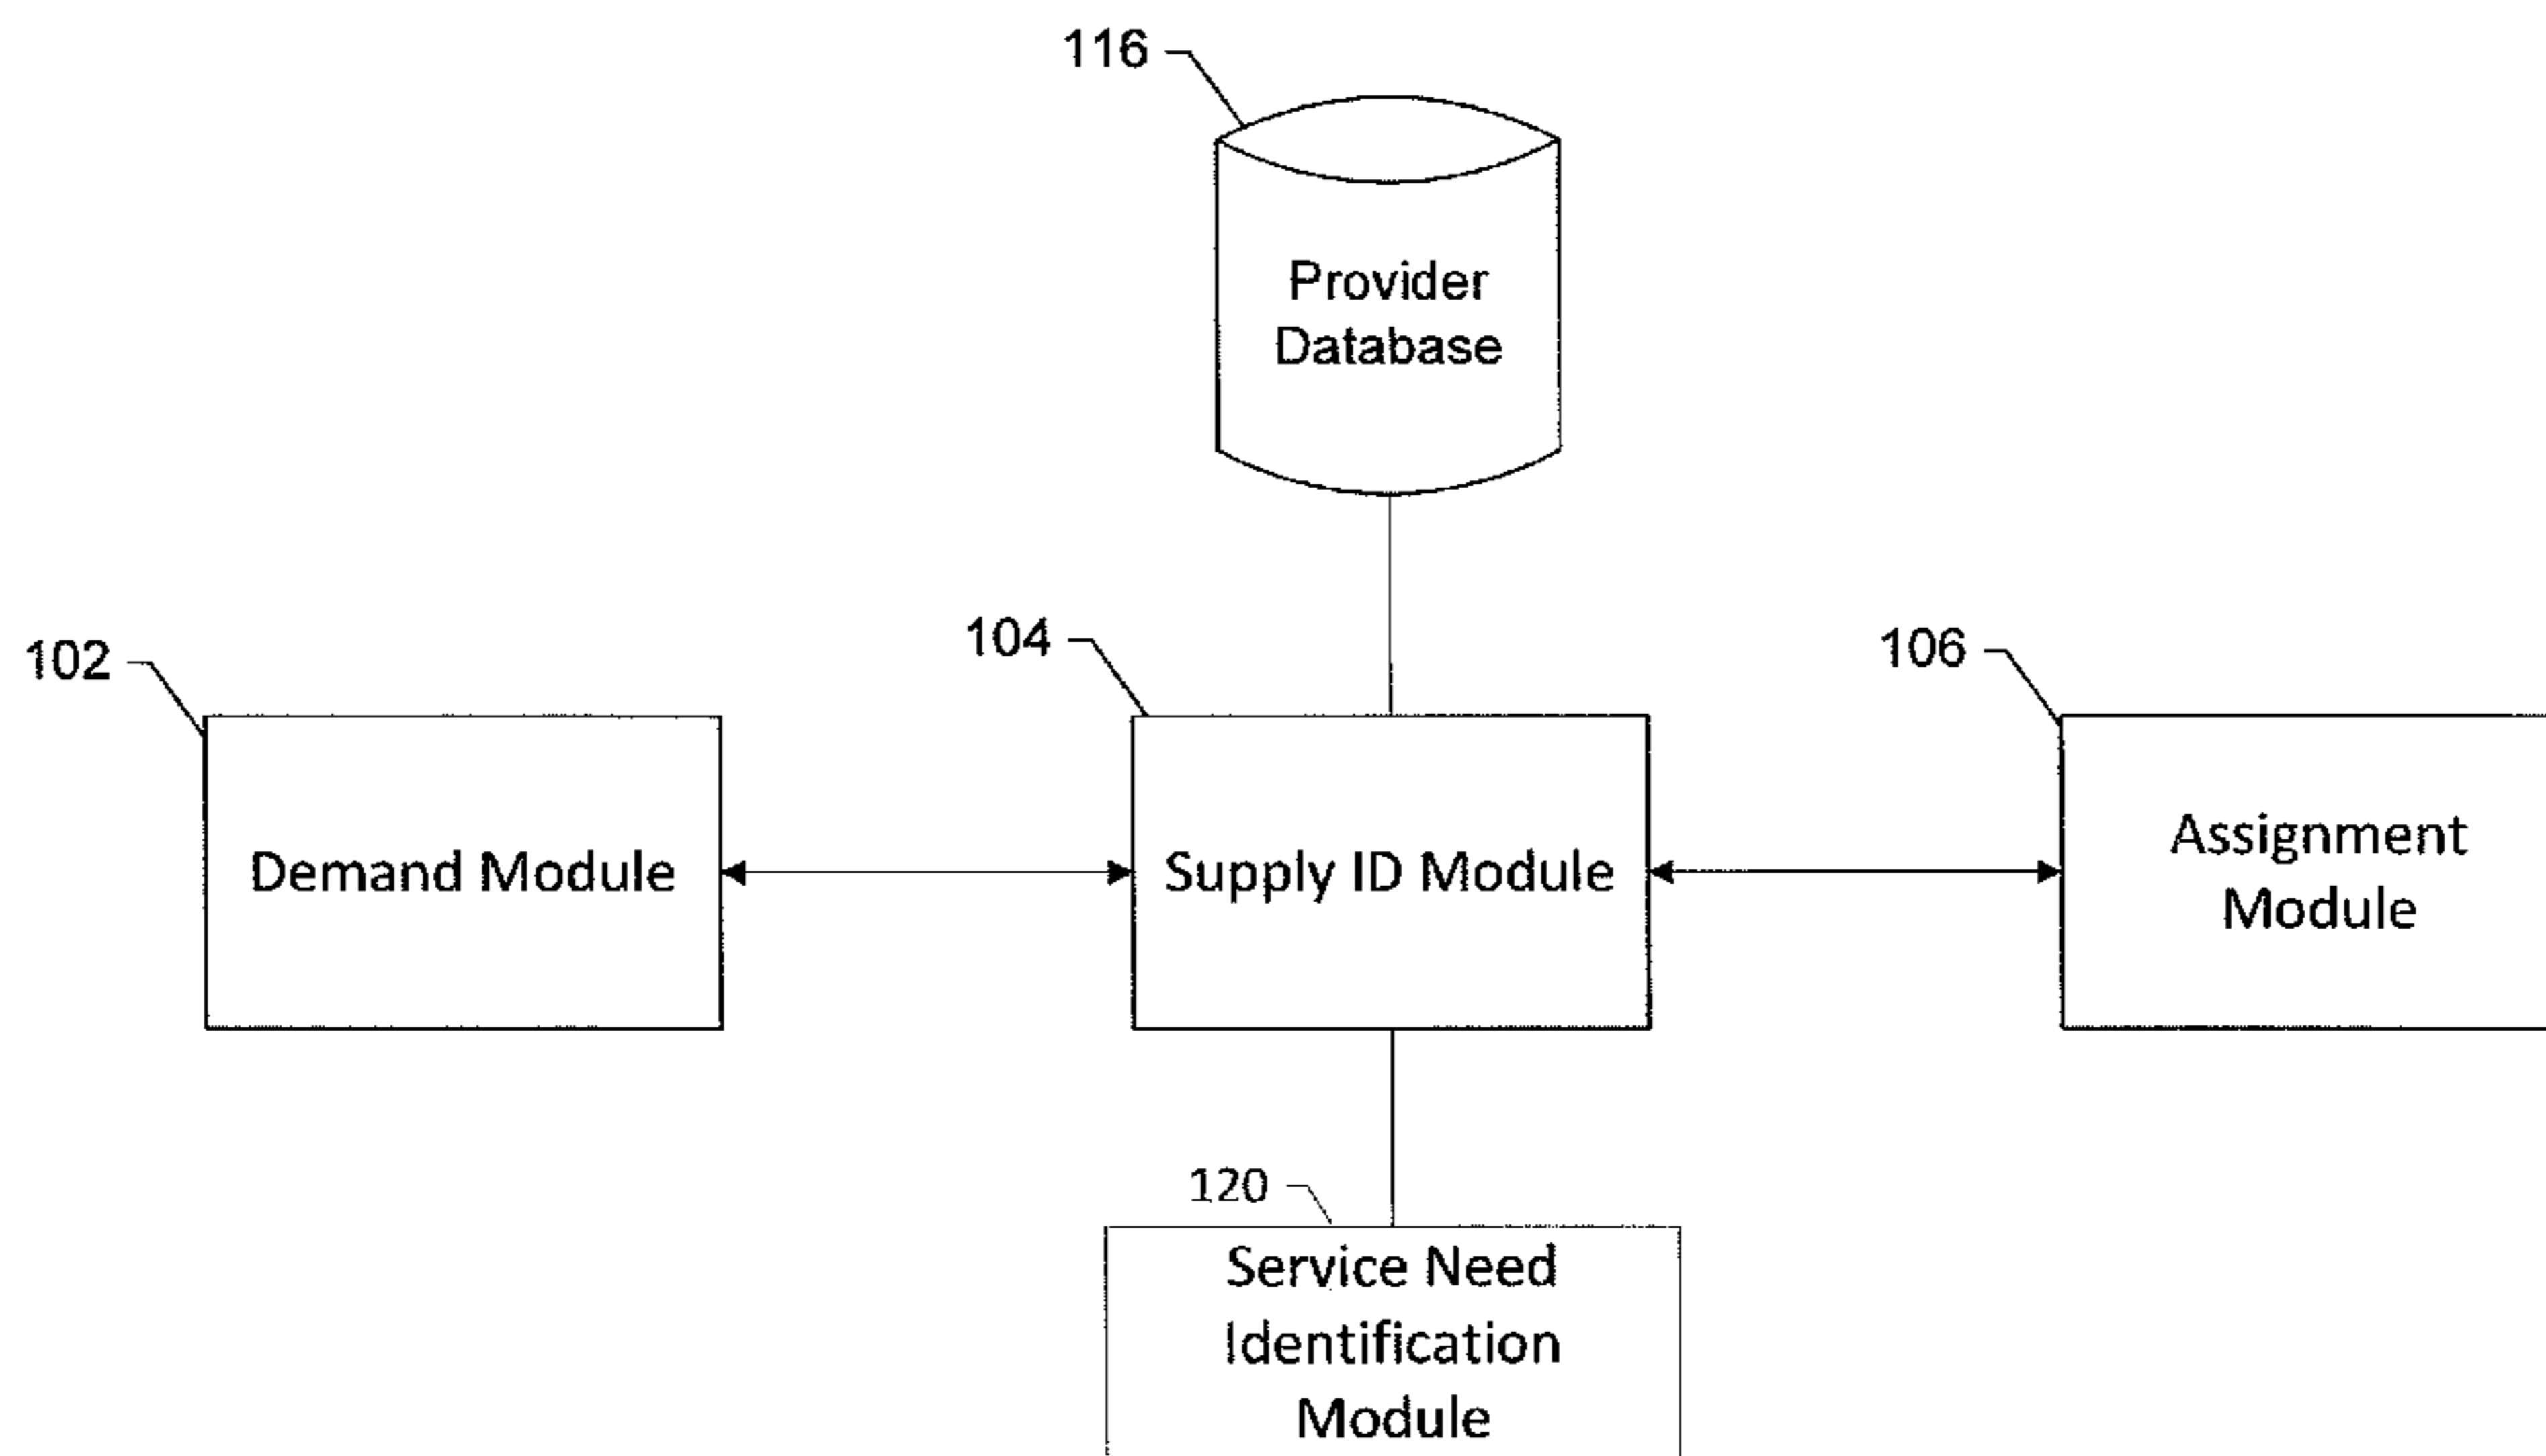 116
Provider
Database
102
104
106
Demand Module
Supply ID Module
Assignment
Module
120
Service Need
Identification
Module